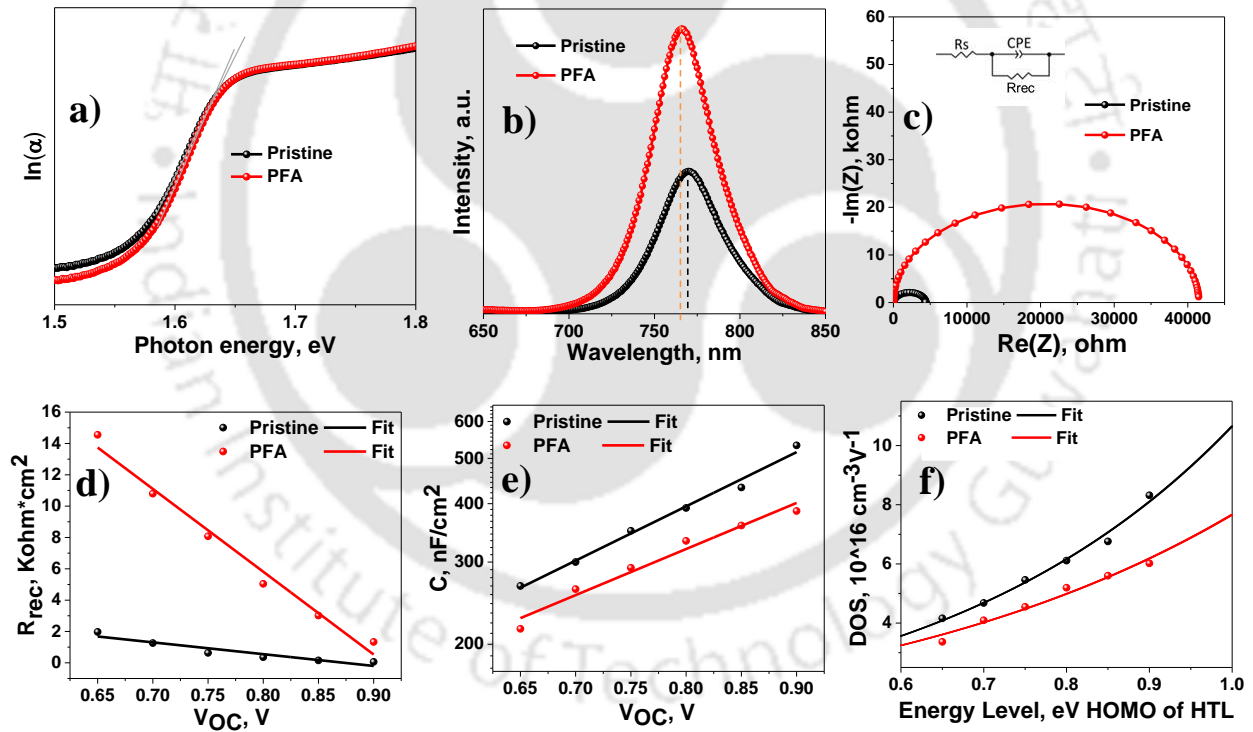 a)
ln(α)
Pristine
PFA
1.5 1.6 1.7 1.8
Photon energy, eV
b)
Intensity, a.u.
Pristine
PFA
650 700 750 800 850
Wavelength, nm
c)
-Im(Z), kohm
60
50
40
30
20
10
0
Rs CPE
Rrec
Pristine
PFA
0 10000 20000 30000 40000
Re(Z), ohm
d)
Rrec, Kohm*cm2
16
14
12
10
8
6
4
2
0
Pristine Fit
PFA Fit
0.65 0.70 0.75 0.80 0.85 0.90
VOC, V
e)
C, nF/cm2
600
500
400
300
200
Pristine Fit
PFA Fit
0.65 0.70 0.75 0.80 0.85 0.90
VOC, V
f)
DOS, 10^16 cm-3V-1
10
8
6
4
Pristine Fit
PFA Fit
0.6 0.7 0.8 0.9 1.0
Energy Level, eV HOMO of HTL
Indian Institute of Technology Guwahati